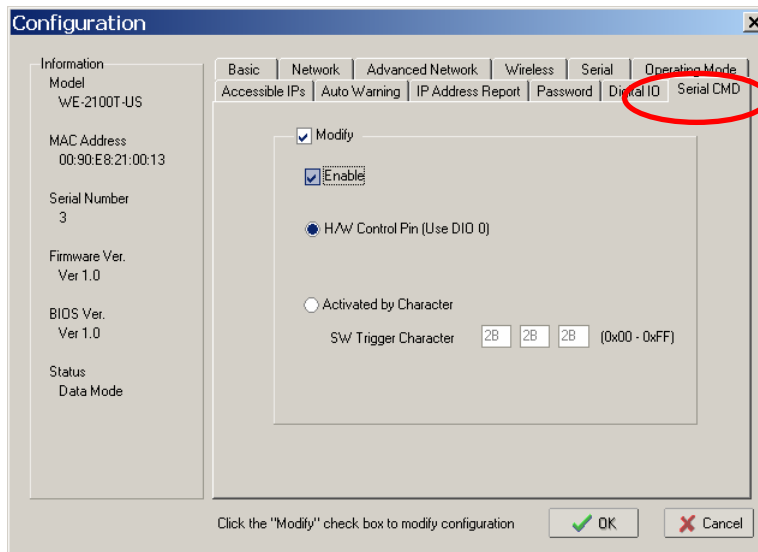 Configuration
Information
Model
WE-2100T-US
MAC Address
00:90:E8:21:00:13
Serial Number
3
Firmware Ver.
Ver 1.0
BIOS Ver.
Ver 1.0
Status
Data Mode
Basic Network Advanced Network Wireless Serial Operating Mode
Accessible IPs Auto Warning IP Address Report Password Digital IO Serial CMD
Modify
Enable
H/W Control Pin (Use DIO 0)
Activated by Character
SW Trigger Character 2B 2B 2B (0x00 - 0xFF)
Click the "Modify" check box to modify configuration OK Cancel